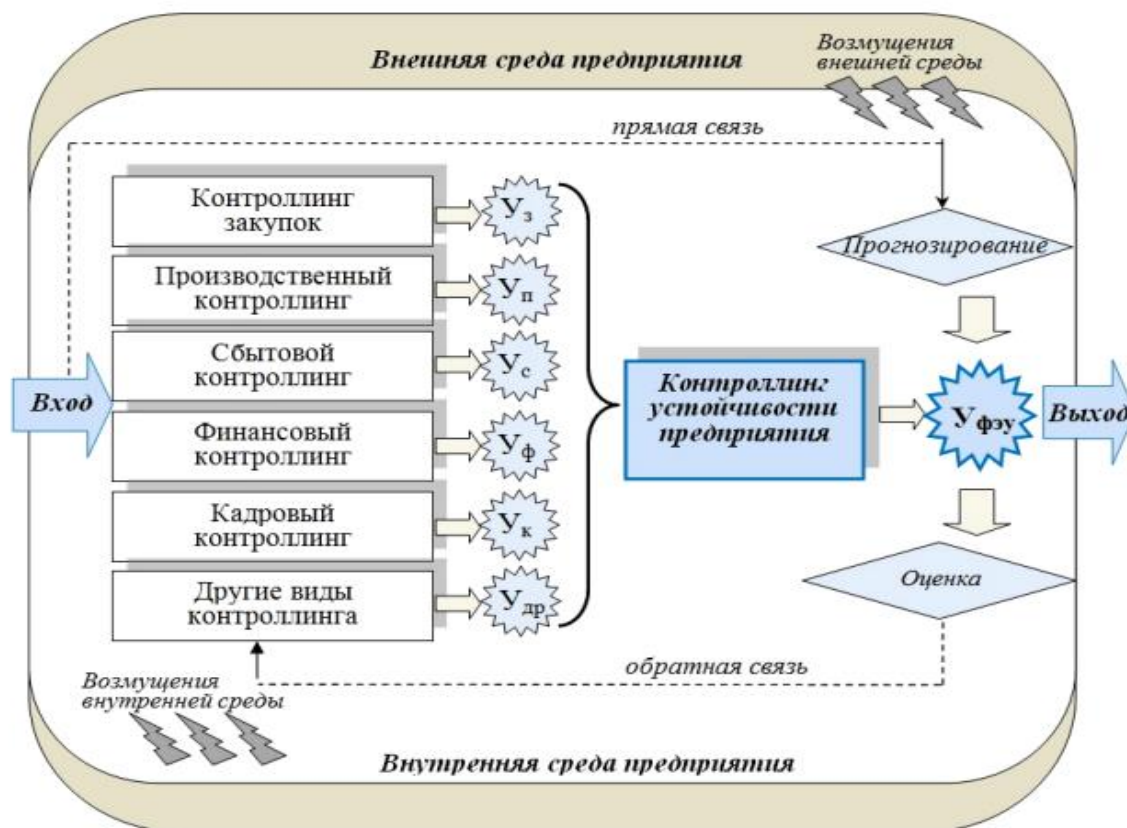 Внешняя среда предприятия
Возмущения
внешней среды
прямая связь
Контроллинг
закупок
Уз
Прогнозирование
Производственный
контроллинг
Уп
Сбытовой
контроллинг
Ус
Вход
Контроллинг
устойчивости
предприятия
Уфэу
Выход
Финансовый
контроллинг
Уф
Кадровый
контроллинг
Ук
Оценка
Другие виды
контроллинга
Удр
обратная связь
Возмущения
внутренней среды
Внутренняя среда предприятия